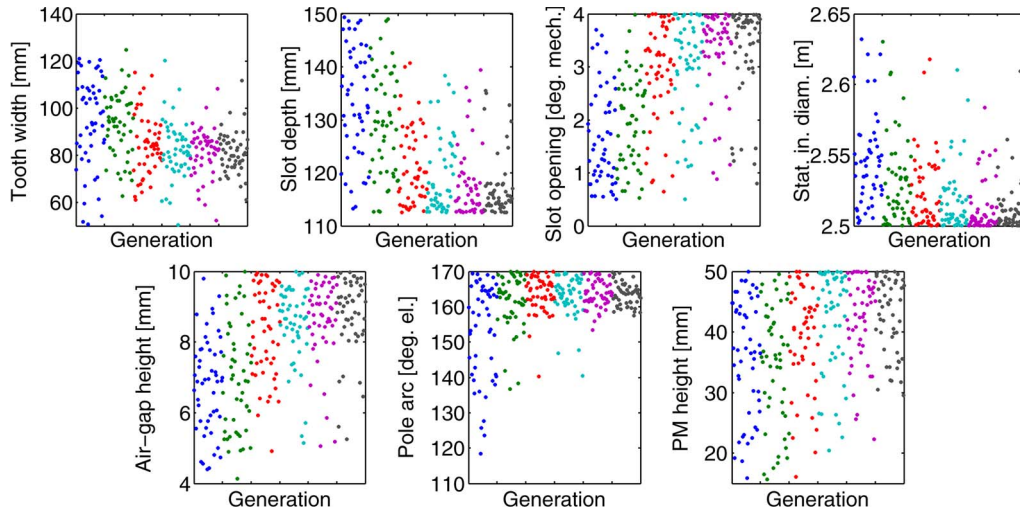 140
120
100
80
60
Tooth width [mm]
Generation
150
140
130
120
110
Slot depth [mm]
Generation
4
3
2
1
0
Slot opening [deg. mech.]
Generation
2.65
2.6
2.55
2.5
Stat. in. diam. [m]
Generation
10
8
6
4
Air-gap height [mm]
Generation
170
160
150
140
130
120
110
Pole arc [deg. el.]
Generation
50
40
30
20
PM height [mm]
Generation